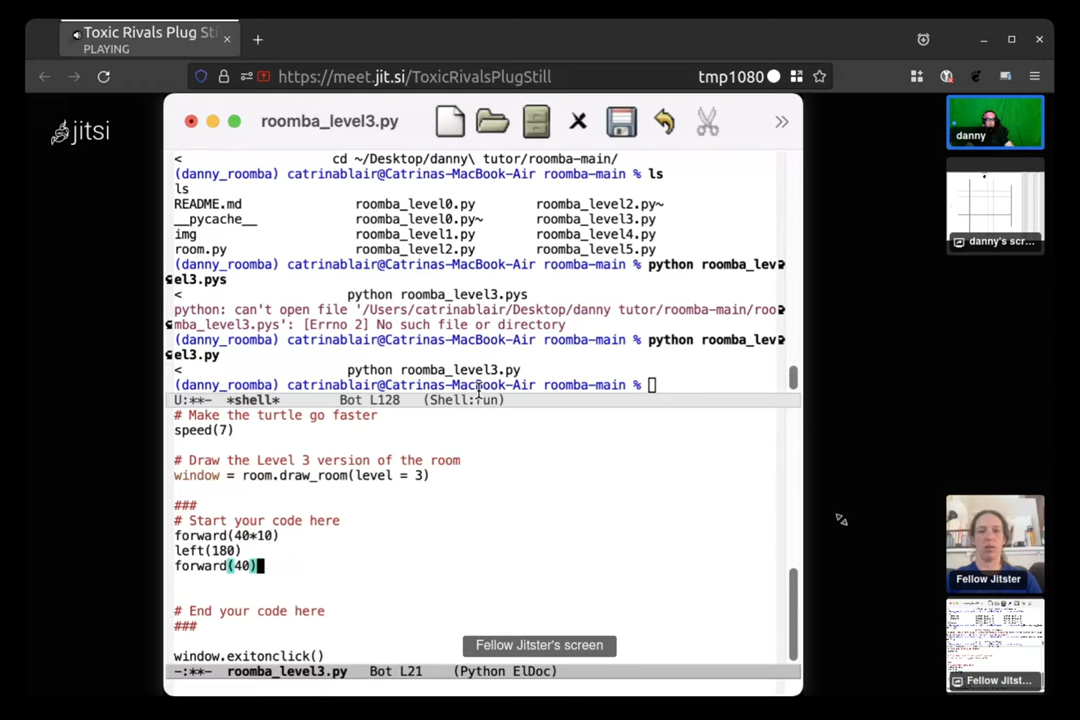 Toxic Rivals Plug Sti
PLAYING
https://meet.jit.si/ToxicRivalsPlugStill
tmp1080
jitsi
roomba_level3.py
< cd ~/Desktop/danny\ tutor/roomba-main/
(danny_roomba) catrinablair@Catrinas-MacBook-Air roomba-main % ls
ls
README.md roomba_level0.py roomba_level2.py~
__pycache__ roomba_level0.py~ roomba_level3.py
img roomba_level1.py roomba_level4.py
room.py roomba_level2.py roomba_level5.py
(danny_roomba) catrinablair@Catrinas-MacBook-Air roomba-main % python roomba_lev
el3.pys
< python roomba_level3.pys
python: can't open file '/Users/catrinablair/Desktop/danny tutor/roomba-main/roo
mba_level3.pys': [Errno 2] No such file or directory
(danny_roomba) catrinablair@Catrinas-MacBook-Air roomba-main % python roomba_lev
el3.py
< python roomba_level3.py
(danny_roomba) catrinablair@Catrinas-MacBook-Air roomba-main %
U:**- *shell* Bot L128 (Shell:run)
# Make the turtle go faster
speed(7)
# Draw the Level 3 version of the room
window = room.draw_room(level = 3)
###
# Start your code here
forward(40*10)
left(180)
forward(40)
# End your code here
###
window.exitonclick()
-:**- roomba_level3.py Bot L21 (Python ElDoc)
Fellow Jitster's screen
danny
danny's scr...
Fellow Jitster
Fellow Jitst...